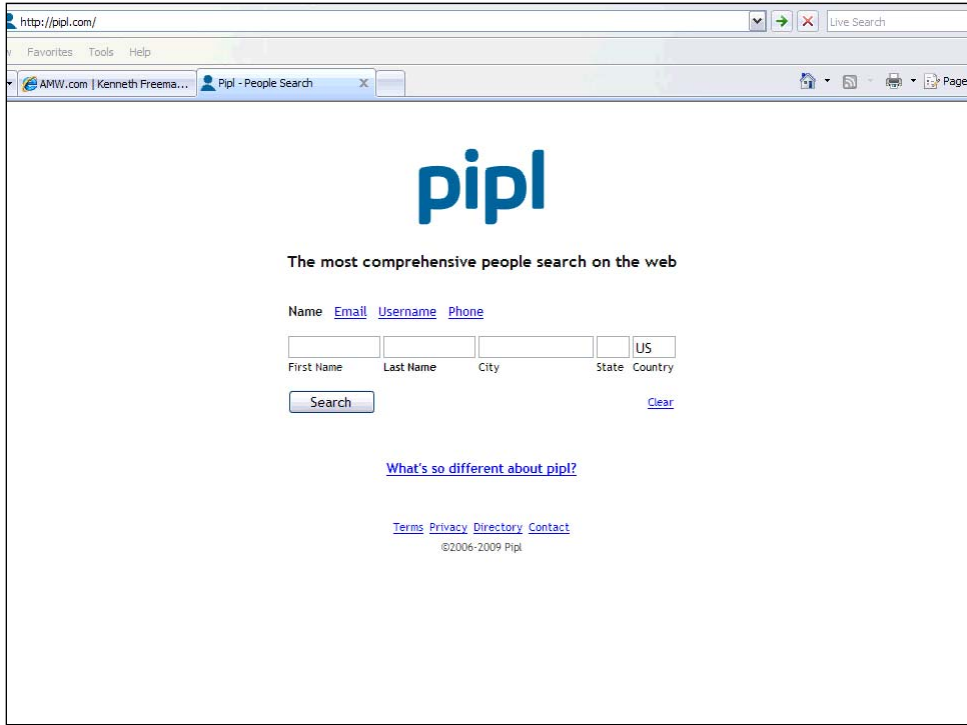 http://pipl.com/
Live Search
Favorites Tools Help
AMW.com | Kenneth Freema... Pipl - People Search
Page
pipl
The most comprehensive people search on the web
Name Email Username Phone
US
First Name Last Name City State Country
Search Clear
What's so different about pipl?
Terms Privacy Directory Contact
©2006-2009 Pipl